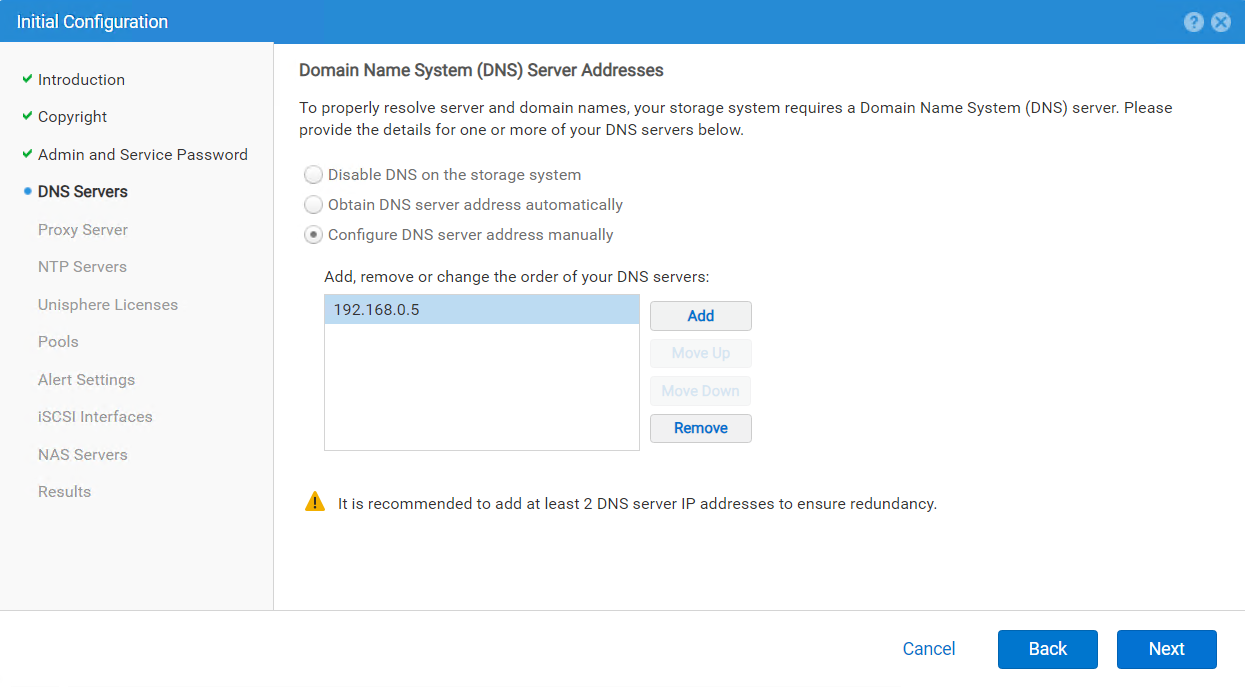 Initial Configuration
Introduction
Copyright
Admin and Service Password
DNS Servers
Proxy Server
NTP Servers
Unisphere Licenses
Pools
Alert Settings
iSCSI Interfaces
NAS Servers
Results
Domain Name System (DNS) Server Addresses
To properly resolve server and domain names, your storage system requires a Domain Name System (DNS) server. Please
provide the details for one or more of your DNS servers below.
Disable DNS on the storage system
Obtain DNS server address automatically
Configure DNS server address manually
Add, remove or change the order of your DNS servers:
192.168.0.5
Add
Move Up
Move Down
Remove
It is recommended to add at least 2 DNS server IP addresses to ensure redundancy.
Cancel
Back
Next